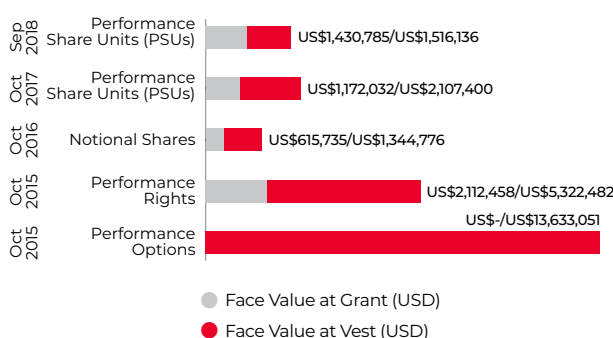 Sep
2018
Performance
Share Units (PSUs)
US$1,430,785/US$1,516,136
Oct
2017
Performance
Share Units (PSUs)
US$1,172,032/US$2,107,400
Oct
2016
Notional Shares
US$615,735/US$1,344,776
Oct
2015
Performance
Rights
US$2,112,458/US$5,322,482
Oct
2015
Performance
Options
US$-/US$13,633,051
Face Value at Grant (USD)
Face Value at Vest (USD)